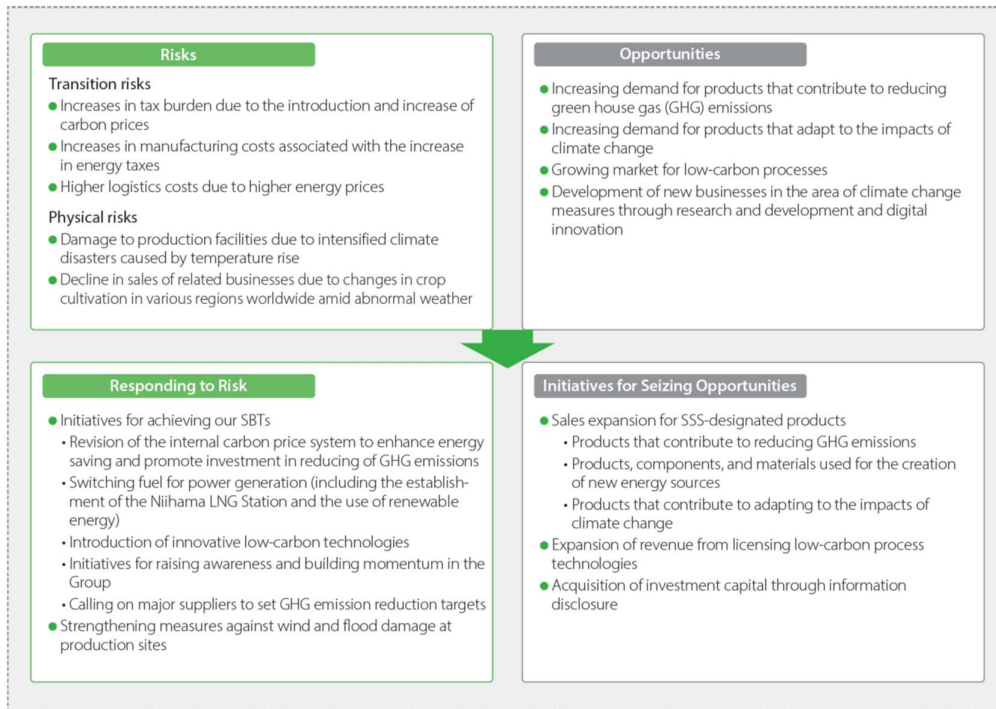 Risks
Transition risks
● Increases in tax burden due to the introduction and increase of
carbon prices
● Increases in manufacturing costs associated with the increase
in energy taxes
● Higher logistics costs due to higher energy prices
Physical risks
● Damage to production facilities due to intensified climate
disasters caused by temperature rise
● Decline in sales of related businesses due to changes in crop
cultivation in various regions worldwide amid abnormal weather
Opportunities
● Increasing demand for products that contribute to reducing
green house gas (GHG) emissions
● Increasing demand for products that adapt to the impacts of
climate change
● Growing market for low-carbon processes
● Development of new businesses in the area of climate change
measures through research and development and digital
innovation
Responding to Risk
● Initiatives for achieving our SBTs
• Revision of the internal carbon price system to enhance energy
saving and promote investment in reducing of GHG emissions
• Switching fuel for power generation (including the establish-
ment of the Niihama LNG Station and the use of renewable
energy)
• Introduction of innovative low-carbon technologies
• Initiatives for raising awareness and building momentum in the
Group
• Calling on major suppliers to set GHG emission reduction targets
● Strengthening measures against wind and flood damage at
production sites
Initiatives for Seizing Opportunities
● Sales expansion for SSS-designated products
• Products that contribute to reducing GHG emissions
• Products, components, and materials used for the creation
of new energy sources
• Products that contribute to adapting to the impacts of
climate change
● Expansion of revenue from licensing low-carbon process
technologies
● Acquisition of investment capital through information
disclosure